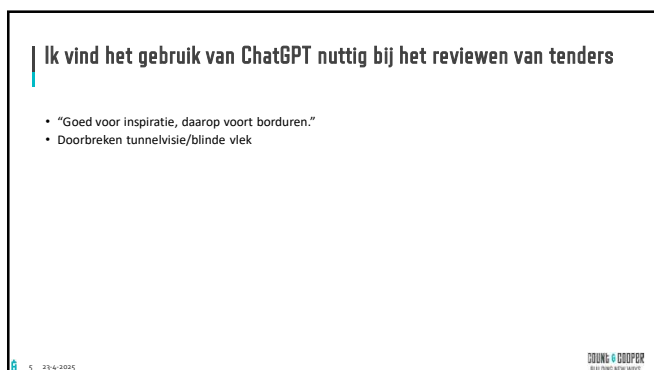 Ik vind het gebruik van ChatGPT nuttig bij het reviewen van tenders
• “Goed voor inspiratie, daarop voort borduren.”
• Doorbreken tunnelvisie/blinde vlek
5 23-4-2025
COUNT & COOPER